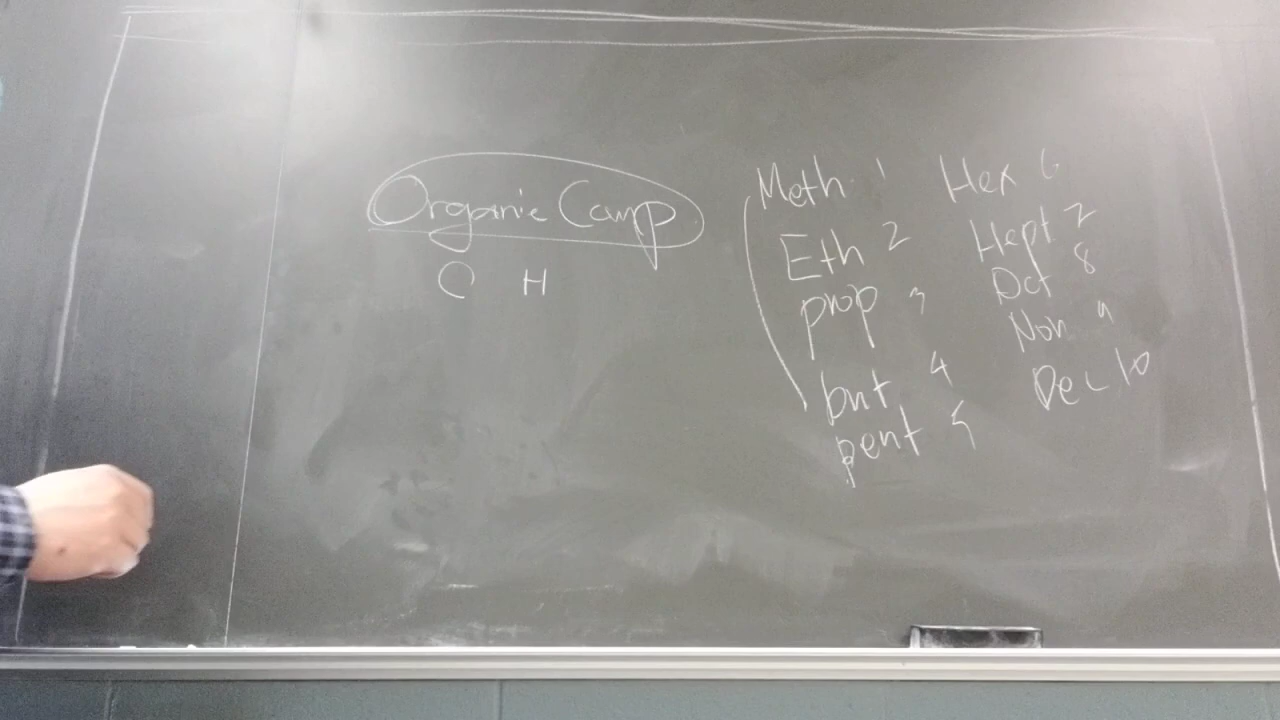 Organic Comp
C H
Meth 1
Eth 2
prop 3
but 4
pent 5
Hex 6
Hept 7
Oct 8
Non 9
Dec 10